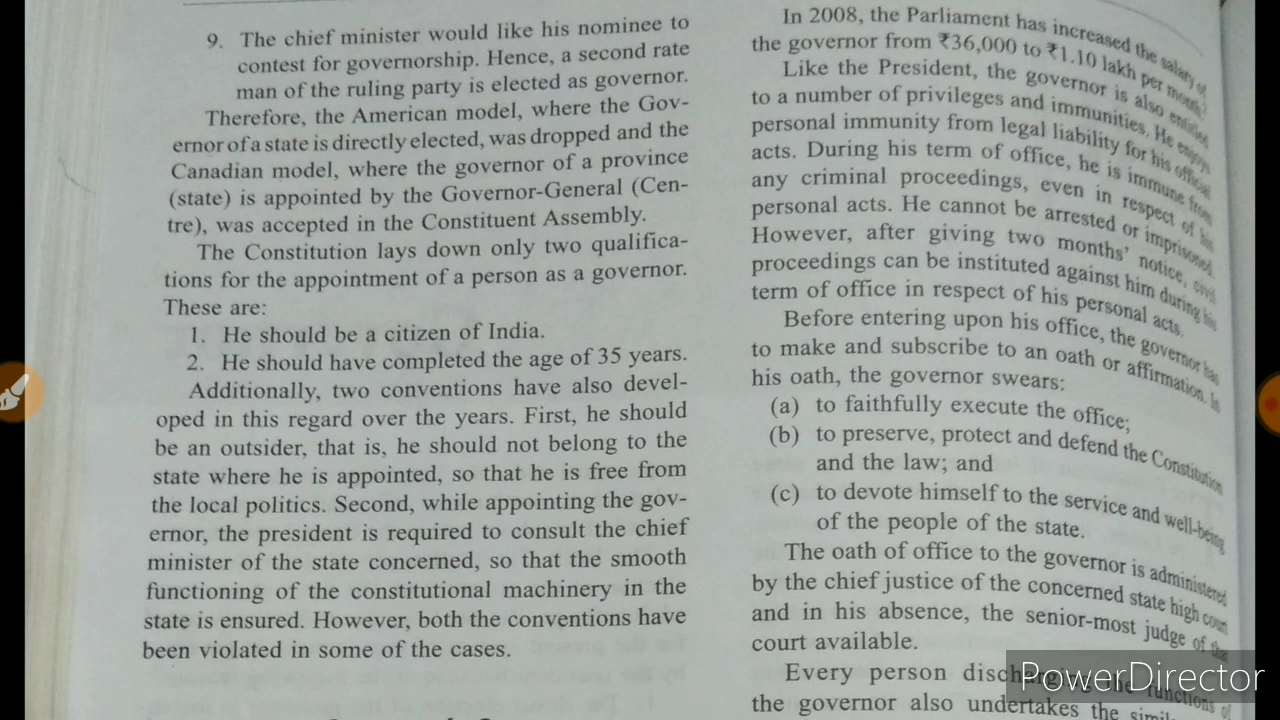 9. The chief minister would like his nominee to
contest for governorship. Hence, a second rate
man of the ruling party is elected as governor.
Therefore, the American model, where the Gov-
ernor of a state is directly elected, was dropped and the
Canadian model, where the governor of a province
(state) is appointed by the Governor-General (Cen-
tre), was accepted in the Constituent Assembly.
The Constitution lays down only two qualifica-
tions for the appointment of a person as a governor.
These are:
1. He should be a citizen of India.
2. He should have completed the age of 35 years.
Additionally, two conventions have also devel-
oped in this regard over the years. First, he should
be an outsider, that is, he should not belong to the
state where he is appointed, so that he is free from
the local politics. Second, while appointing the gov-
ernor, the president is required to consult the chief
minister of the state concerned, so that the smooth
functioning of the constitutional machinery in the
state is ensured. However, both the conventions have
been violated in some of the cases.
In 2008, the Parliament has increased the salary of
the governor from ₹36,000 to ₹1.10 lakh per month.
Like the President, the governor is also entitled
to a number of privileges and immunities. He enjoys
personal immunity from legal liability for his official
acts. During his term of office, he is immune from
any criminal proceedings, even in respect of his
personal acts. He cannot be arrested or imprisoned.
However, after giving two months' notice, civil
proceedings can be instituted against him during his
term of office in respect of his personal acts.
Before entering upon his office, the governor has
to make and subscribe to an oath or affirmation. In
his oath, the governor swears:
(a) to faithfully execute the office;
(b) to preserve, protect and defend the Constitution
and the law; and
(c) to devote himself to the service and well-being
of the people of the state.
The oath of office to the governor is administered
by the chief justice of the concerned state high court
and in his absence, the senior-most judge of that
court available.
Every person discharging the functions of
the governor also undertakes the
PowerDirector